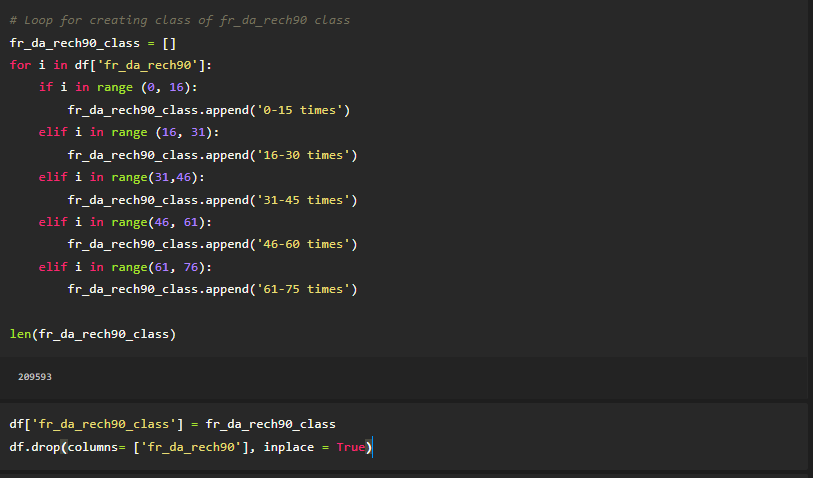 # Loop for creating class of fr_da_rech90 class
fr_da_rech90_class = []
for i in df['fr_da_rech90']:
    if i in range (0, 16):
        fr_da_rech90_class.append('0-15 times')
    elif i in range (16, 31):
        fr_da_rech90_class.append('16-30 times')
    elif i in range(31,46):
        fr_da_rech90_class.append('31-45 times')
    elif i in range(46, 61):
        fr_da_rech90_class.append('46-60 times')
    elif i in range(61, 76):
        fr_da_rech90_class.append('61-75 times')
len(fr_da_rech90_class)
209593
df['fr_da_rech90_class'] = fr_da_rech90_class
df.drop(columns= ['fr_da_rech90'], inplace = True)